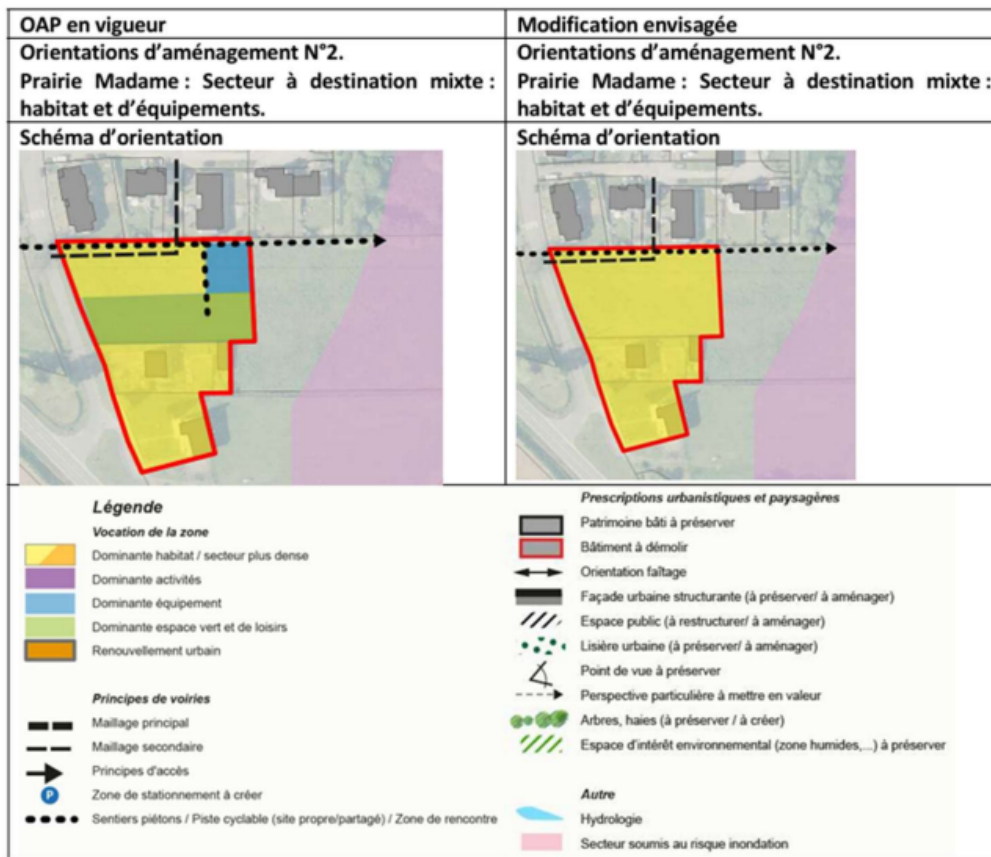 OAP en vigueur
Orientations d'aménagement N°2.
Prairie Madame : Secteur à destination mixte :
habitat et d'équipements.
Schéma d'orientation
Modification envisagée
Orientations d'aménagement N°2.
Prairie Madame : Secteur à destination mixte :
habitat et d'équipements.
Schéma d'orientation
Légende
Vocation de la zone
Dominante habitat / secteur plus dense
Dominante activités
Dominante équipement
Dominante espace vert et de loisirs
Renouvellement urbain
Principes de voiries
Maillage principal
Maillage secondaire
Principes d'accès
P
Zone de stationnement à créer
Sentiers piétons / Piste cyclable (site propre/partagé) / Zone de rencontre
Prescriptions urbanistiques et paysagères
Patrimoine bâti à préserver
Bâtiment à démolir
Orientation faîtage
Façade urbaine structurante (à préserver/ à aménager)
Espace public (à restructurer/ à aménager)
Lisière urbaine (à préserver/ à aménager)
Point de vue à préserver
Perspective particulière à mettre en valeur
Arbres, haies (à préserver / à créer)
Espace d'intérêt environnemental (zone humides,...) à préserver
Autre
Hydrologie
Secteur soumis au risque inondation